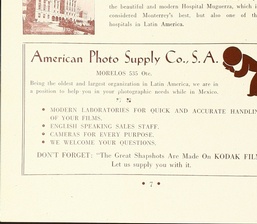 the beautiful and modern Hospital Muguerza, which i
considered Monterrey's best, but also one of th
hospitals in Latin America.
American Photo Supply Co., S. A.
MORELOS 535 Ote.
Being the oldest and largest organization in Latin America, we are in
a position to help you in your photographic needs while in Mexico.
• MODERN LABORATORIES FOR QUICK AND ACCURATE HANDLIN
OF YOUR FILMS.
• ENGLISH SPEAKING SALES STAFF.
• CAMERAS FOR EVERY PURPOSE.
• WE WELCOME YOUR QUESTIONS.
DON'T FORGET: "The Great Snapshots Are Made On KODAK FILM
Let us supply you with it.
• 7 •